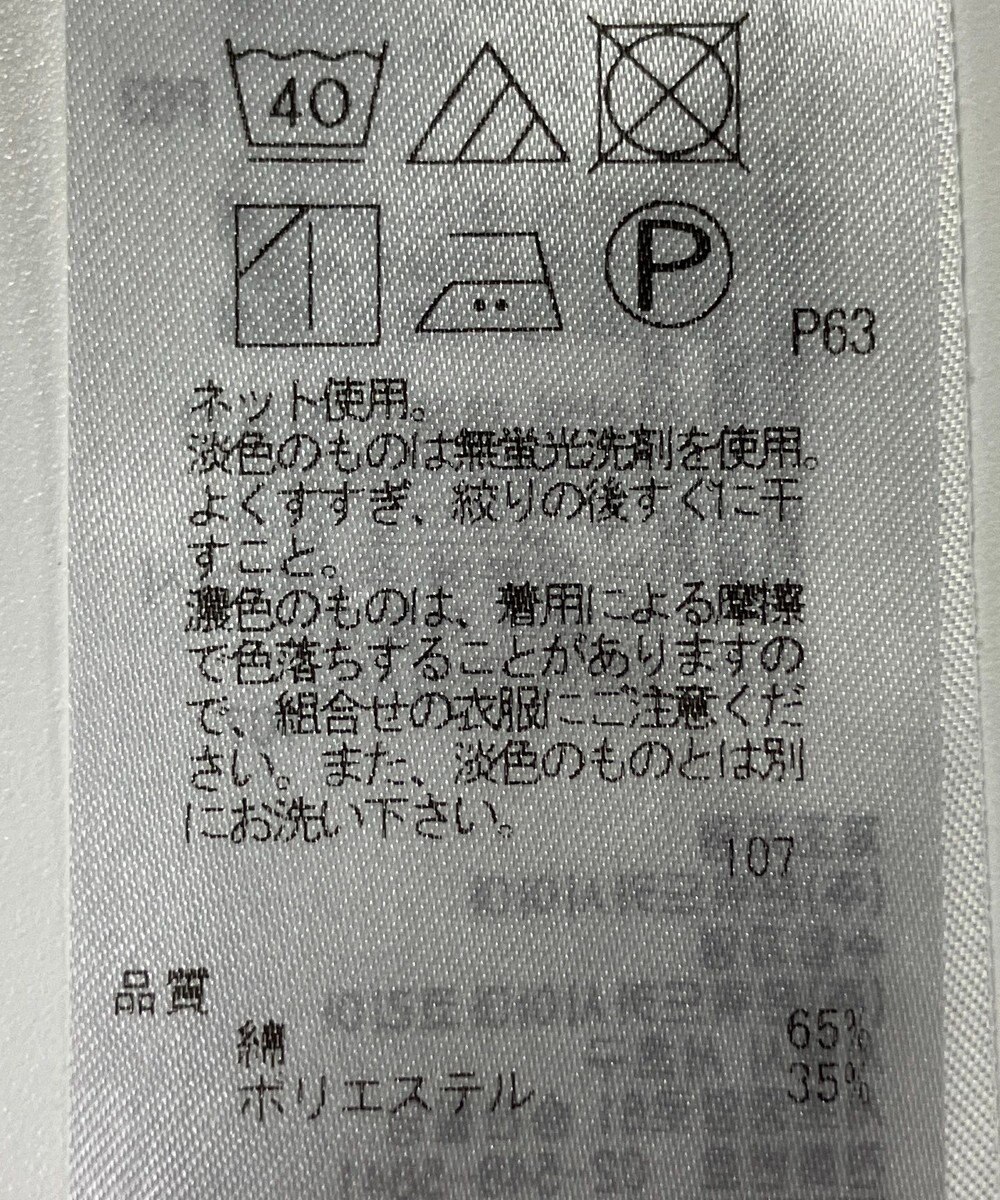 40
P
P63
ネット使用。
淡色のものは無蛍光洗剤を使用。
よくすすぎ、絞りの後すぐに干
すこと。
濃色のものは、着用による摩擦
で色落ちすることがありますの
で、組合せの衣服にご注意くだ
さい。また、淡色のものとは別
にお洗い下さい。
107
品質
綿 65%
ポリエステル 35%